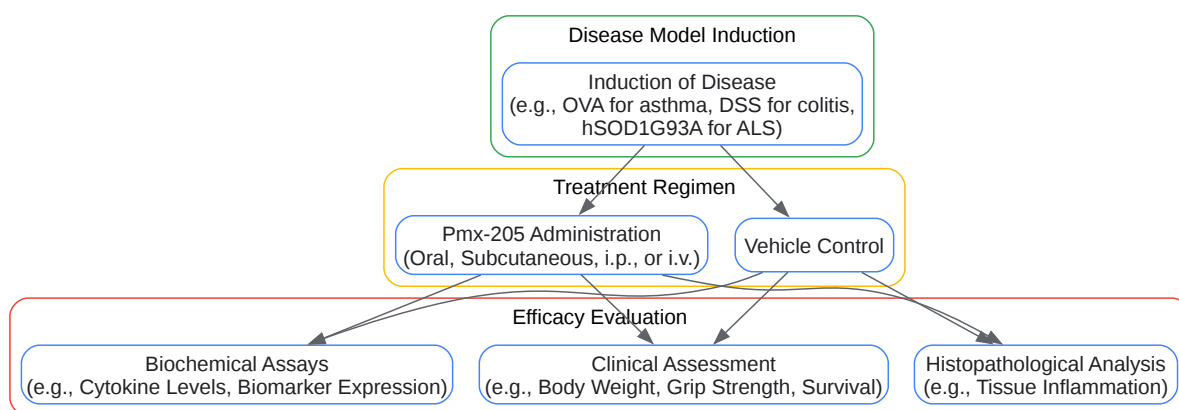 Disease Model Induction
Induction of Disease
(e.g., OVA for asthma, DSS for colitis,
hSOD1G93A for ALS)
Treatment Regimen
Pmx-205 Administration
(Oral, Subcutaneous, i.p., or i.v.)
Vehicle Control
Efficacy Evaluation
Biochemical Assays
(e.g., Cytokine Levels, Biomarker Expression)
Clinical Assessment
(e.g., Body Weight, Grip Strength, Survival)
Histopathological Analysis
(e.g., Tissue Inflammation)